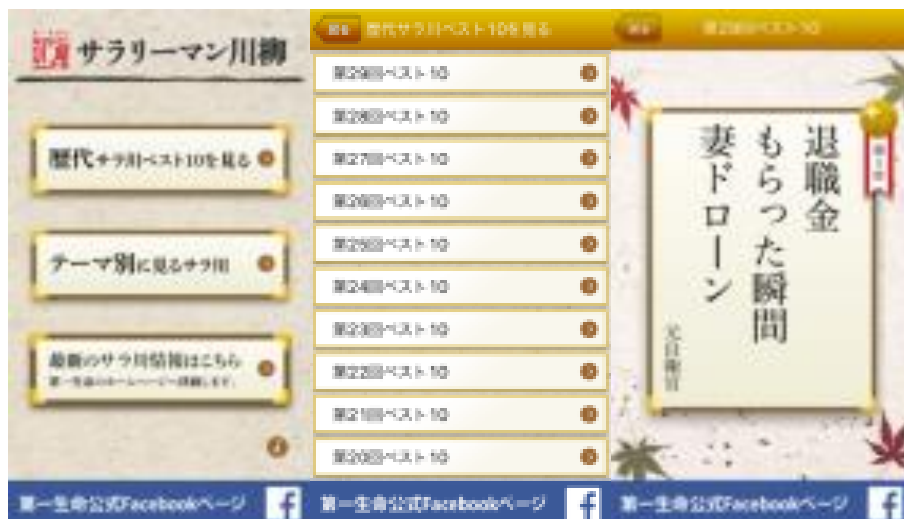 サラリーマン川柳
歴代サラ川ベスト10を見る
テーマ別に見るサラ川
最新のサラ川情報はこちら
第一生命公式Facebookページ
戻る
歴代サラ川ベスト10を見る
第29回ベスト10
第28回ベスト10
第27回ベスト10
第26回ベスト10
第25回ベスト10
第24回ベスト10
第23回ベスト10
第22回ベスト10
第21回ベスト10
第20回ベスト10
第一生命公式Facebookページ
戻る
退職金
もらった瞬間
妻ドローン
元自衛官
第一生命公式Facebookページ